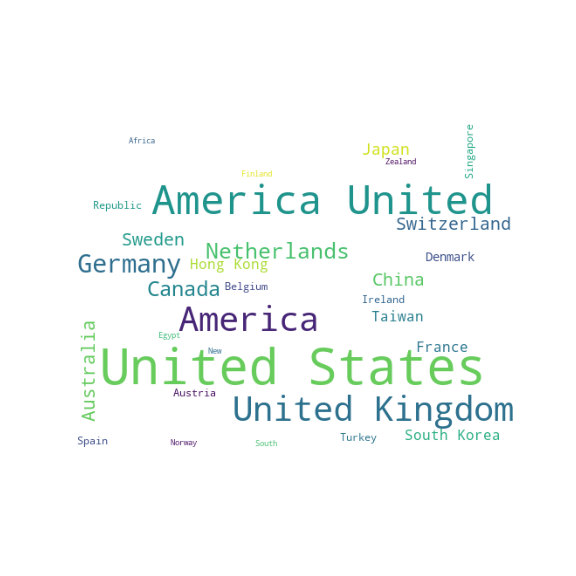 Africa
Japan
Singapore
Zealand
Finland
America United
Republic
Switzerland
Sweden
Netherlands
Germany
Hong Kong
Denmark
Canada
Belgium
China
Ireland
America
Taiwan
Australia
Egypt
New
France
United States
Austria
United Kingdom
Spain
Norway
South
Turkey
South Korea